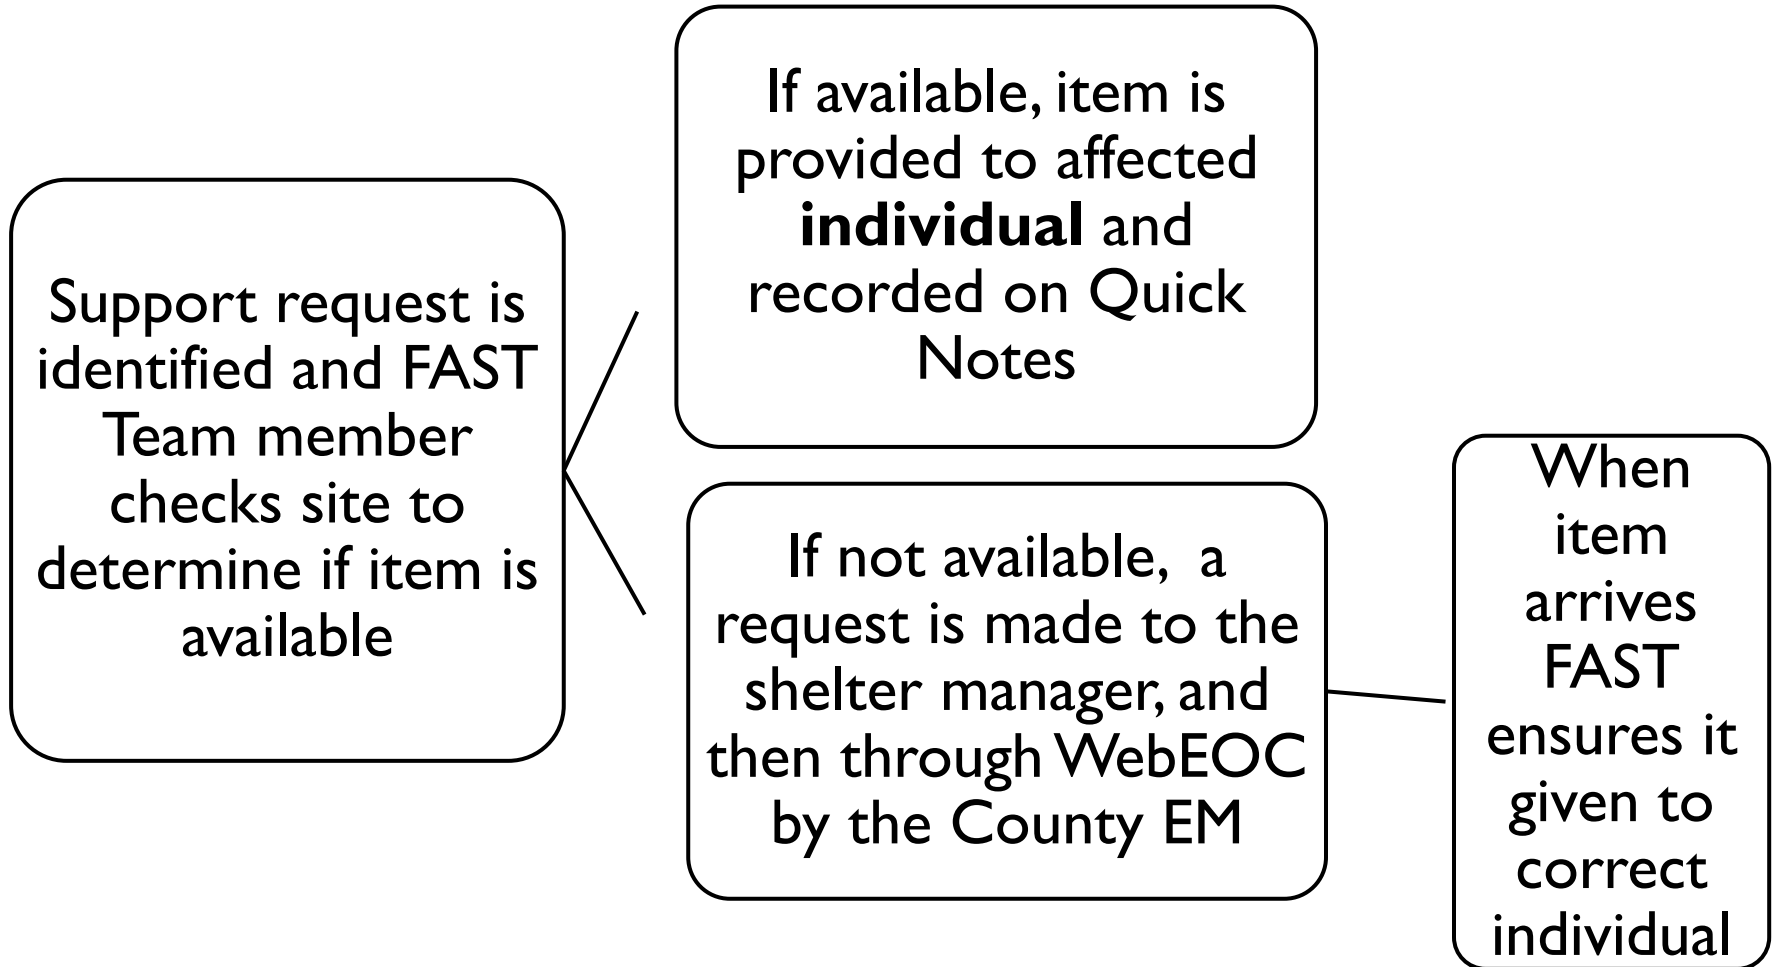 Support request is
identified and FAST
Team member
checks site to
determine if item is
available
If available, item is
provided to affected
individual and
recorded on Quick
Notes
If not available,  a
request is made to the
shelter manager, and
then through WebEOC
by the County EM
When
item
arrives
FAST
ensures it
given to
correct
individual